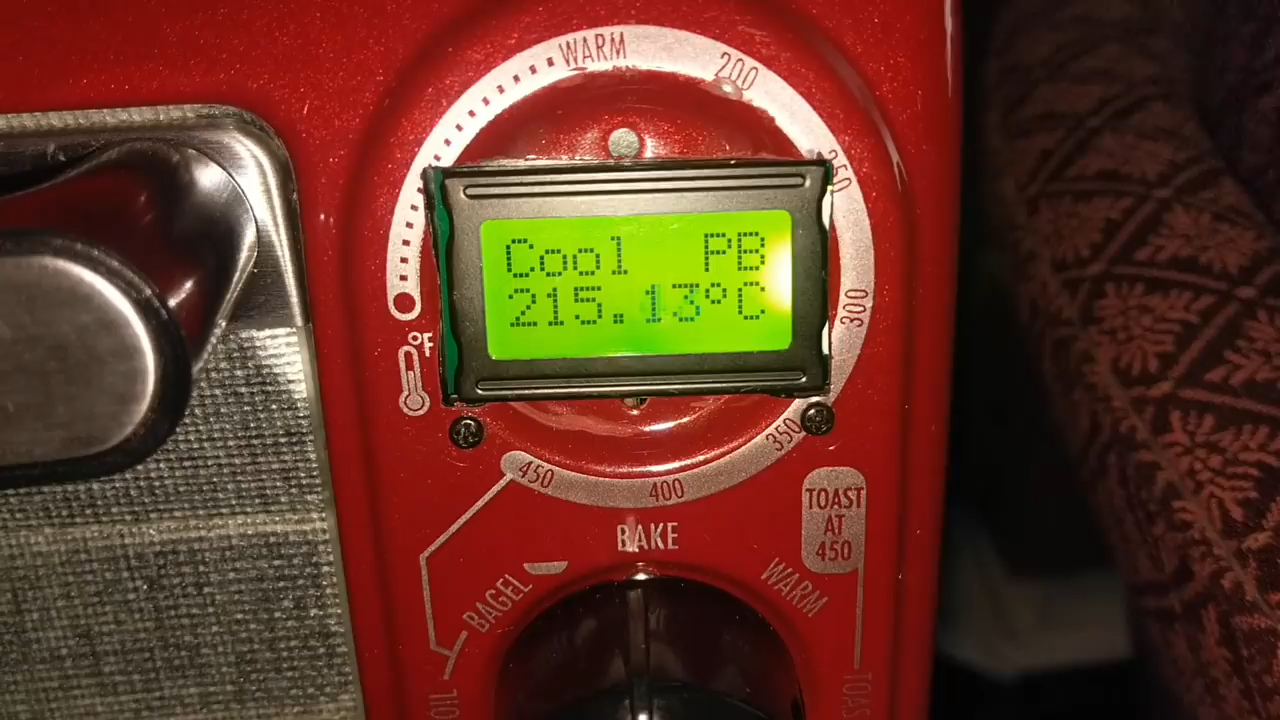 WARM
200
250
Cool PB
215.13°C
300
°F
350
450
400
TOAST
AT
450
BAKE
BAGEL
WARM